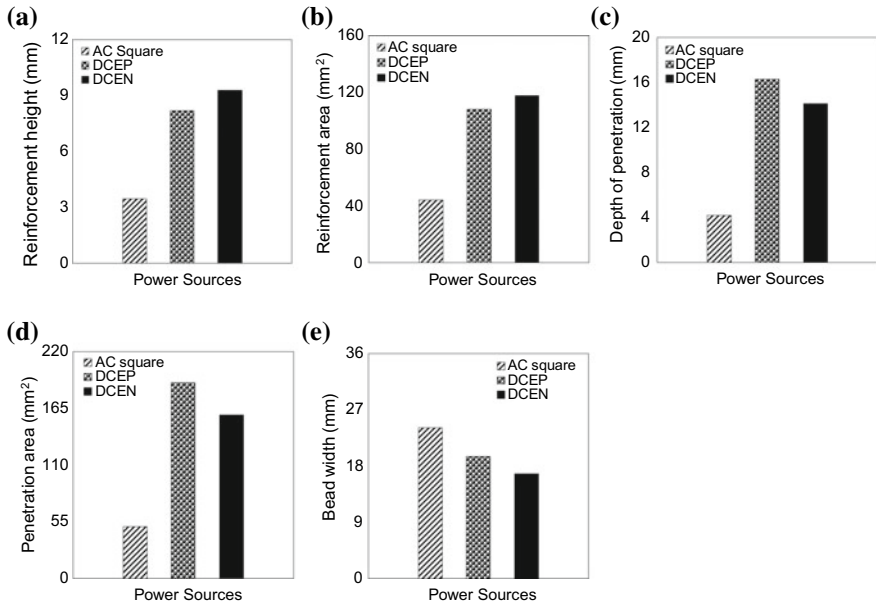 (a)
Reinforcement height (mm)
12
9
6
3
0
AC Square
DCEP
DCEN
Power Sources
(b)
Reinforcement area (mm²)
160
120
80
40
0
AC square
DCEP
DCEN
Power Sources
(c)
Depth of penetration (mm)
20
16
12
8
4
0
AC square
DCEP
DCEN
Power Sources
(d)
Penetration area (mm²)
220
165
110
55
0
AC square
DCEP
DCEN
Power Sources
(e)
Bead width (mm)
36
27
18
9
0
AC square
DCEP
DCEN
Power Sources